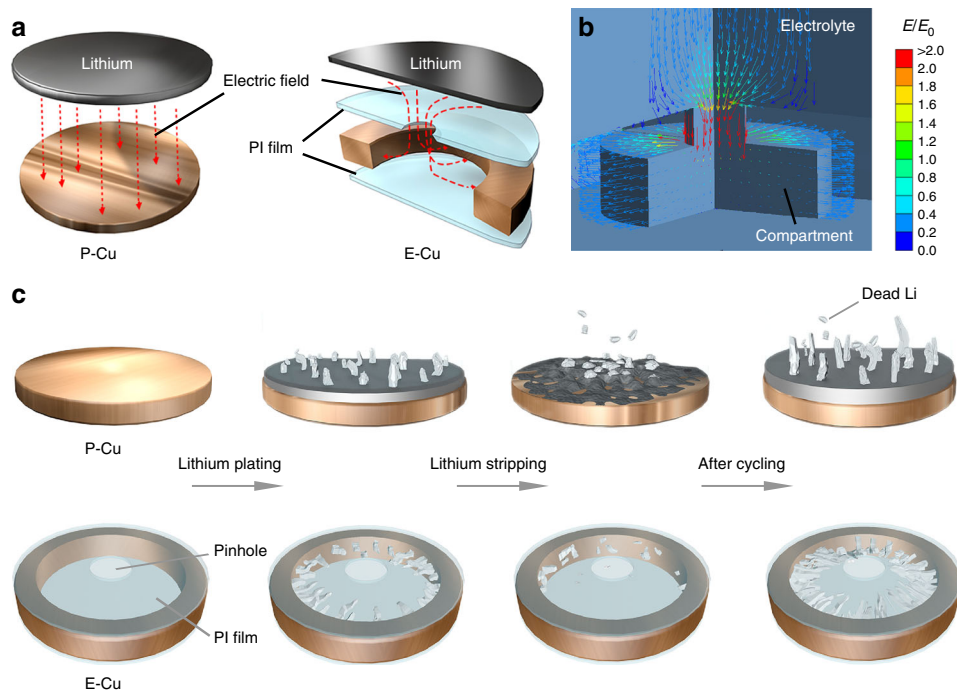 a
Lithium
Electric field
PI film
P-Cu
Lithium
E-Cu
b
Electrolyte
Compartment
E/E0
>2.0
2.0
1.8
1.6
1.4
1.2
1.0
0.8
0.6
0.4
0.2
0.0
c
Dead Li
P-Cu
Lithium plating
Lithium stripping
After cycling
Pinhole
PI film
E-Cu